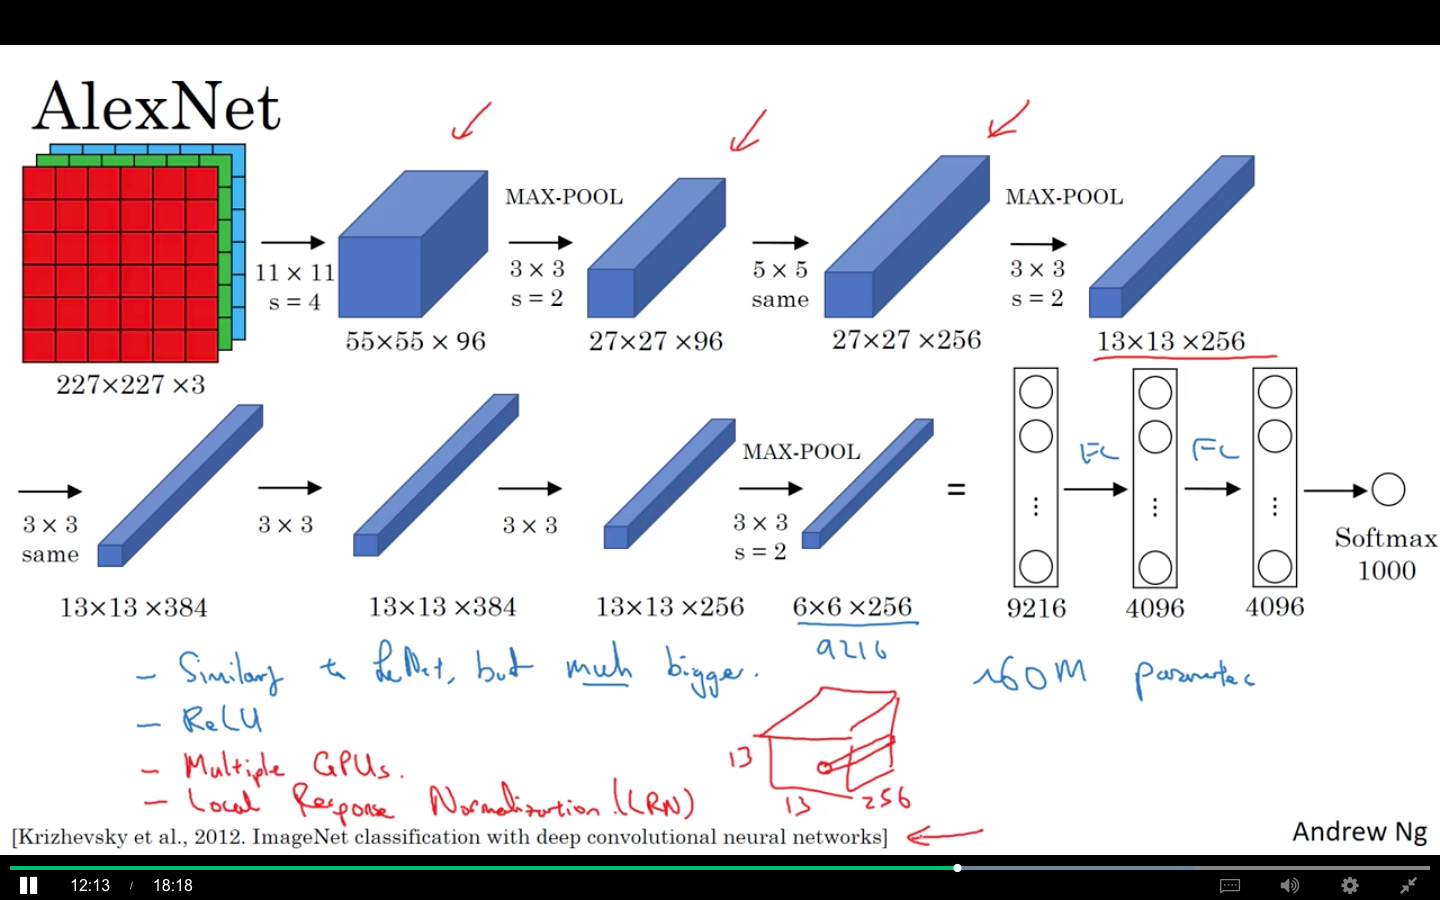 AlexNet
MAX-POOL
MAX-POOL
11 × 11
s = 4
3 × 3
s = 2
5 × 5
same
3 × 3
s = 2
227×227 ×3
55×55 × 96
27×27 ×96
27×27 ×256
13×13 ×256
MAX-POOL
FC
FC
3 × 3
same
3 × 3
3 × 3
3 × 3
s = 2
=
Softmax
1000
13×13 ×384
13×13 ×384
13×13 ×256
6×6 ×256
9216
4096
4096
9216
- Similar to LeNet, but much bigger.
~60M
- ReLU
- Multiple GPUs.
- Local Response Normalization (LRN)
13
13
256
[Krizhevsky et al., 2012. ImageNet classification with deep convolutional neural networks]
Andrew Ng
12:13 / 18:18